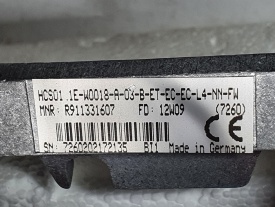 HCS01.1E-W0018-A-03-B-ET-EC-EC-L4-NN-FW
MNR: R911331607 FD: 12W09 (7260)
SN: 7260202172135 B11 Made in Germany
CE